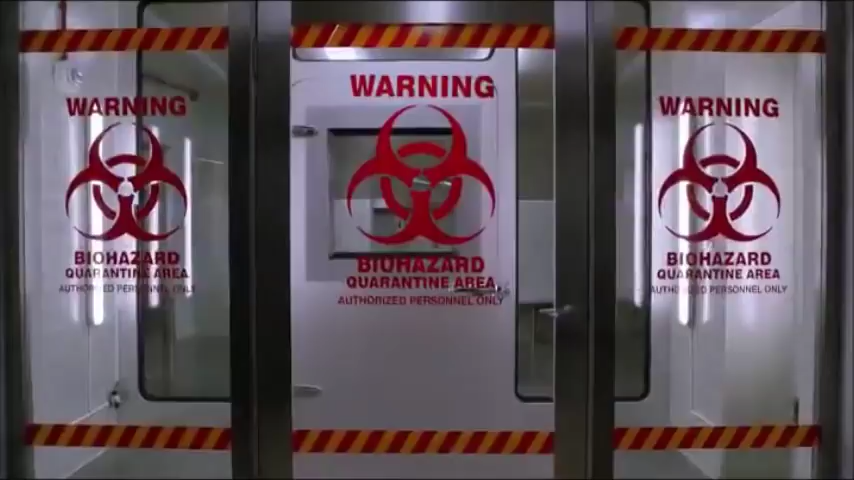 WARNING
BIOHAZARD
QUARANTINE AREA
AUTHORIZED PERSONNEL ONLY
WARNING
BIOHAZARD
QUARANTINE AREA
AUTHORIZED PERSONNEL ONLY
WARNING
BIOHAZARD
QUARANTINE AREA
AUTHORIZED PERSONNEL ONLY